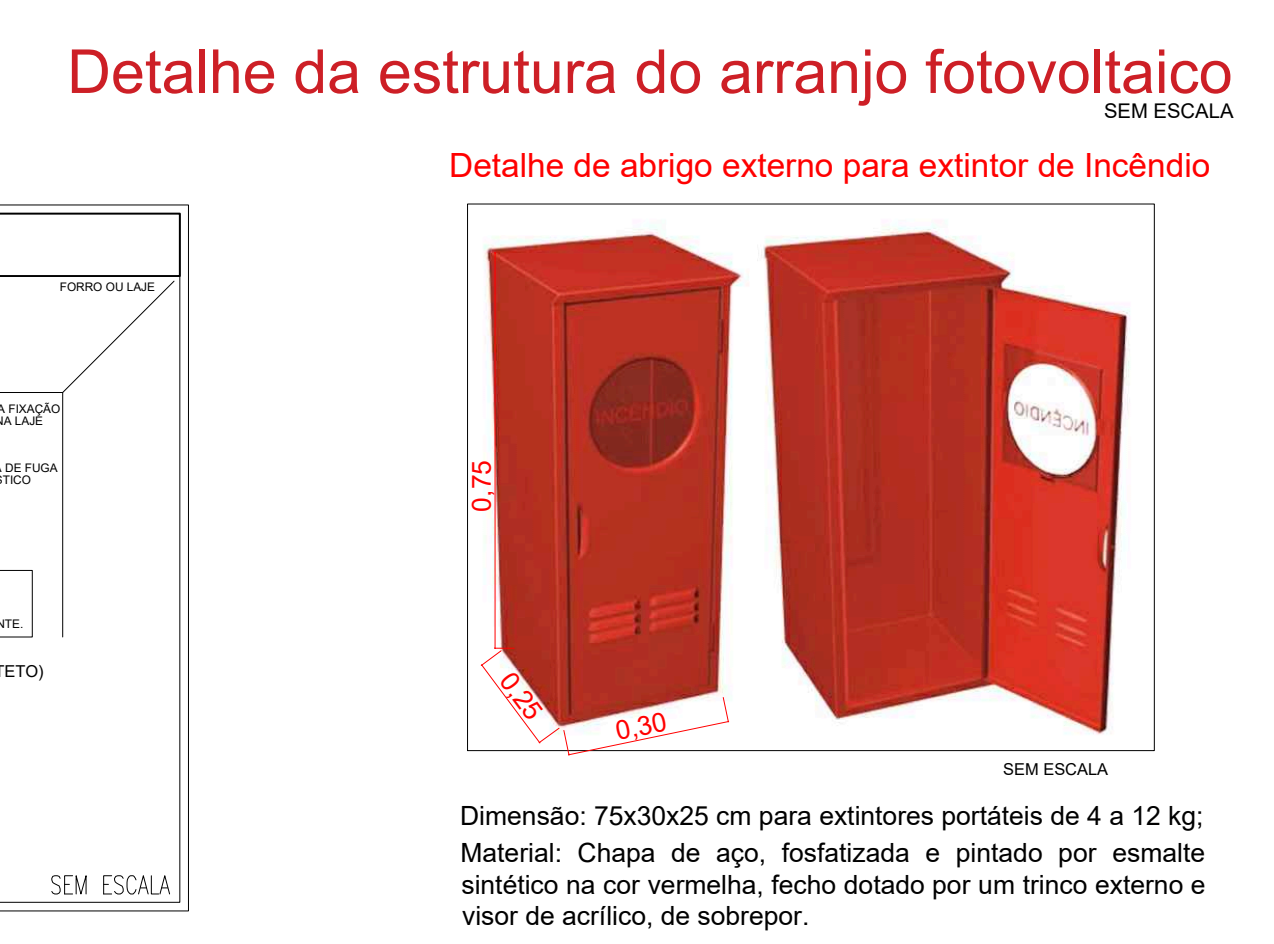 Detalhe da estrutura do arranjo fotovoltaico
SEM ESCALA
Detalhe de abrigo externo para extintor de Incêndio
FORRO OU LAJE
A FIXAÇÃO
NA LAJE
DE FUGA
STICO
NTE.
TETO)
SEM ESCALA
INCÊNDIO
INCÊNDIO
0,75
0,25
0,30
SEM ESCALA
Dimensão: 75x30x25 cm para extintores portáteis de 4 a 12 kg;
Material: Chapa de aço, fosfatizada e pintado por esmalte
sintético na cor vermelha, fecho dotado por um trinco externo e
visor de acrílico, de sobrepor.